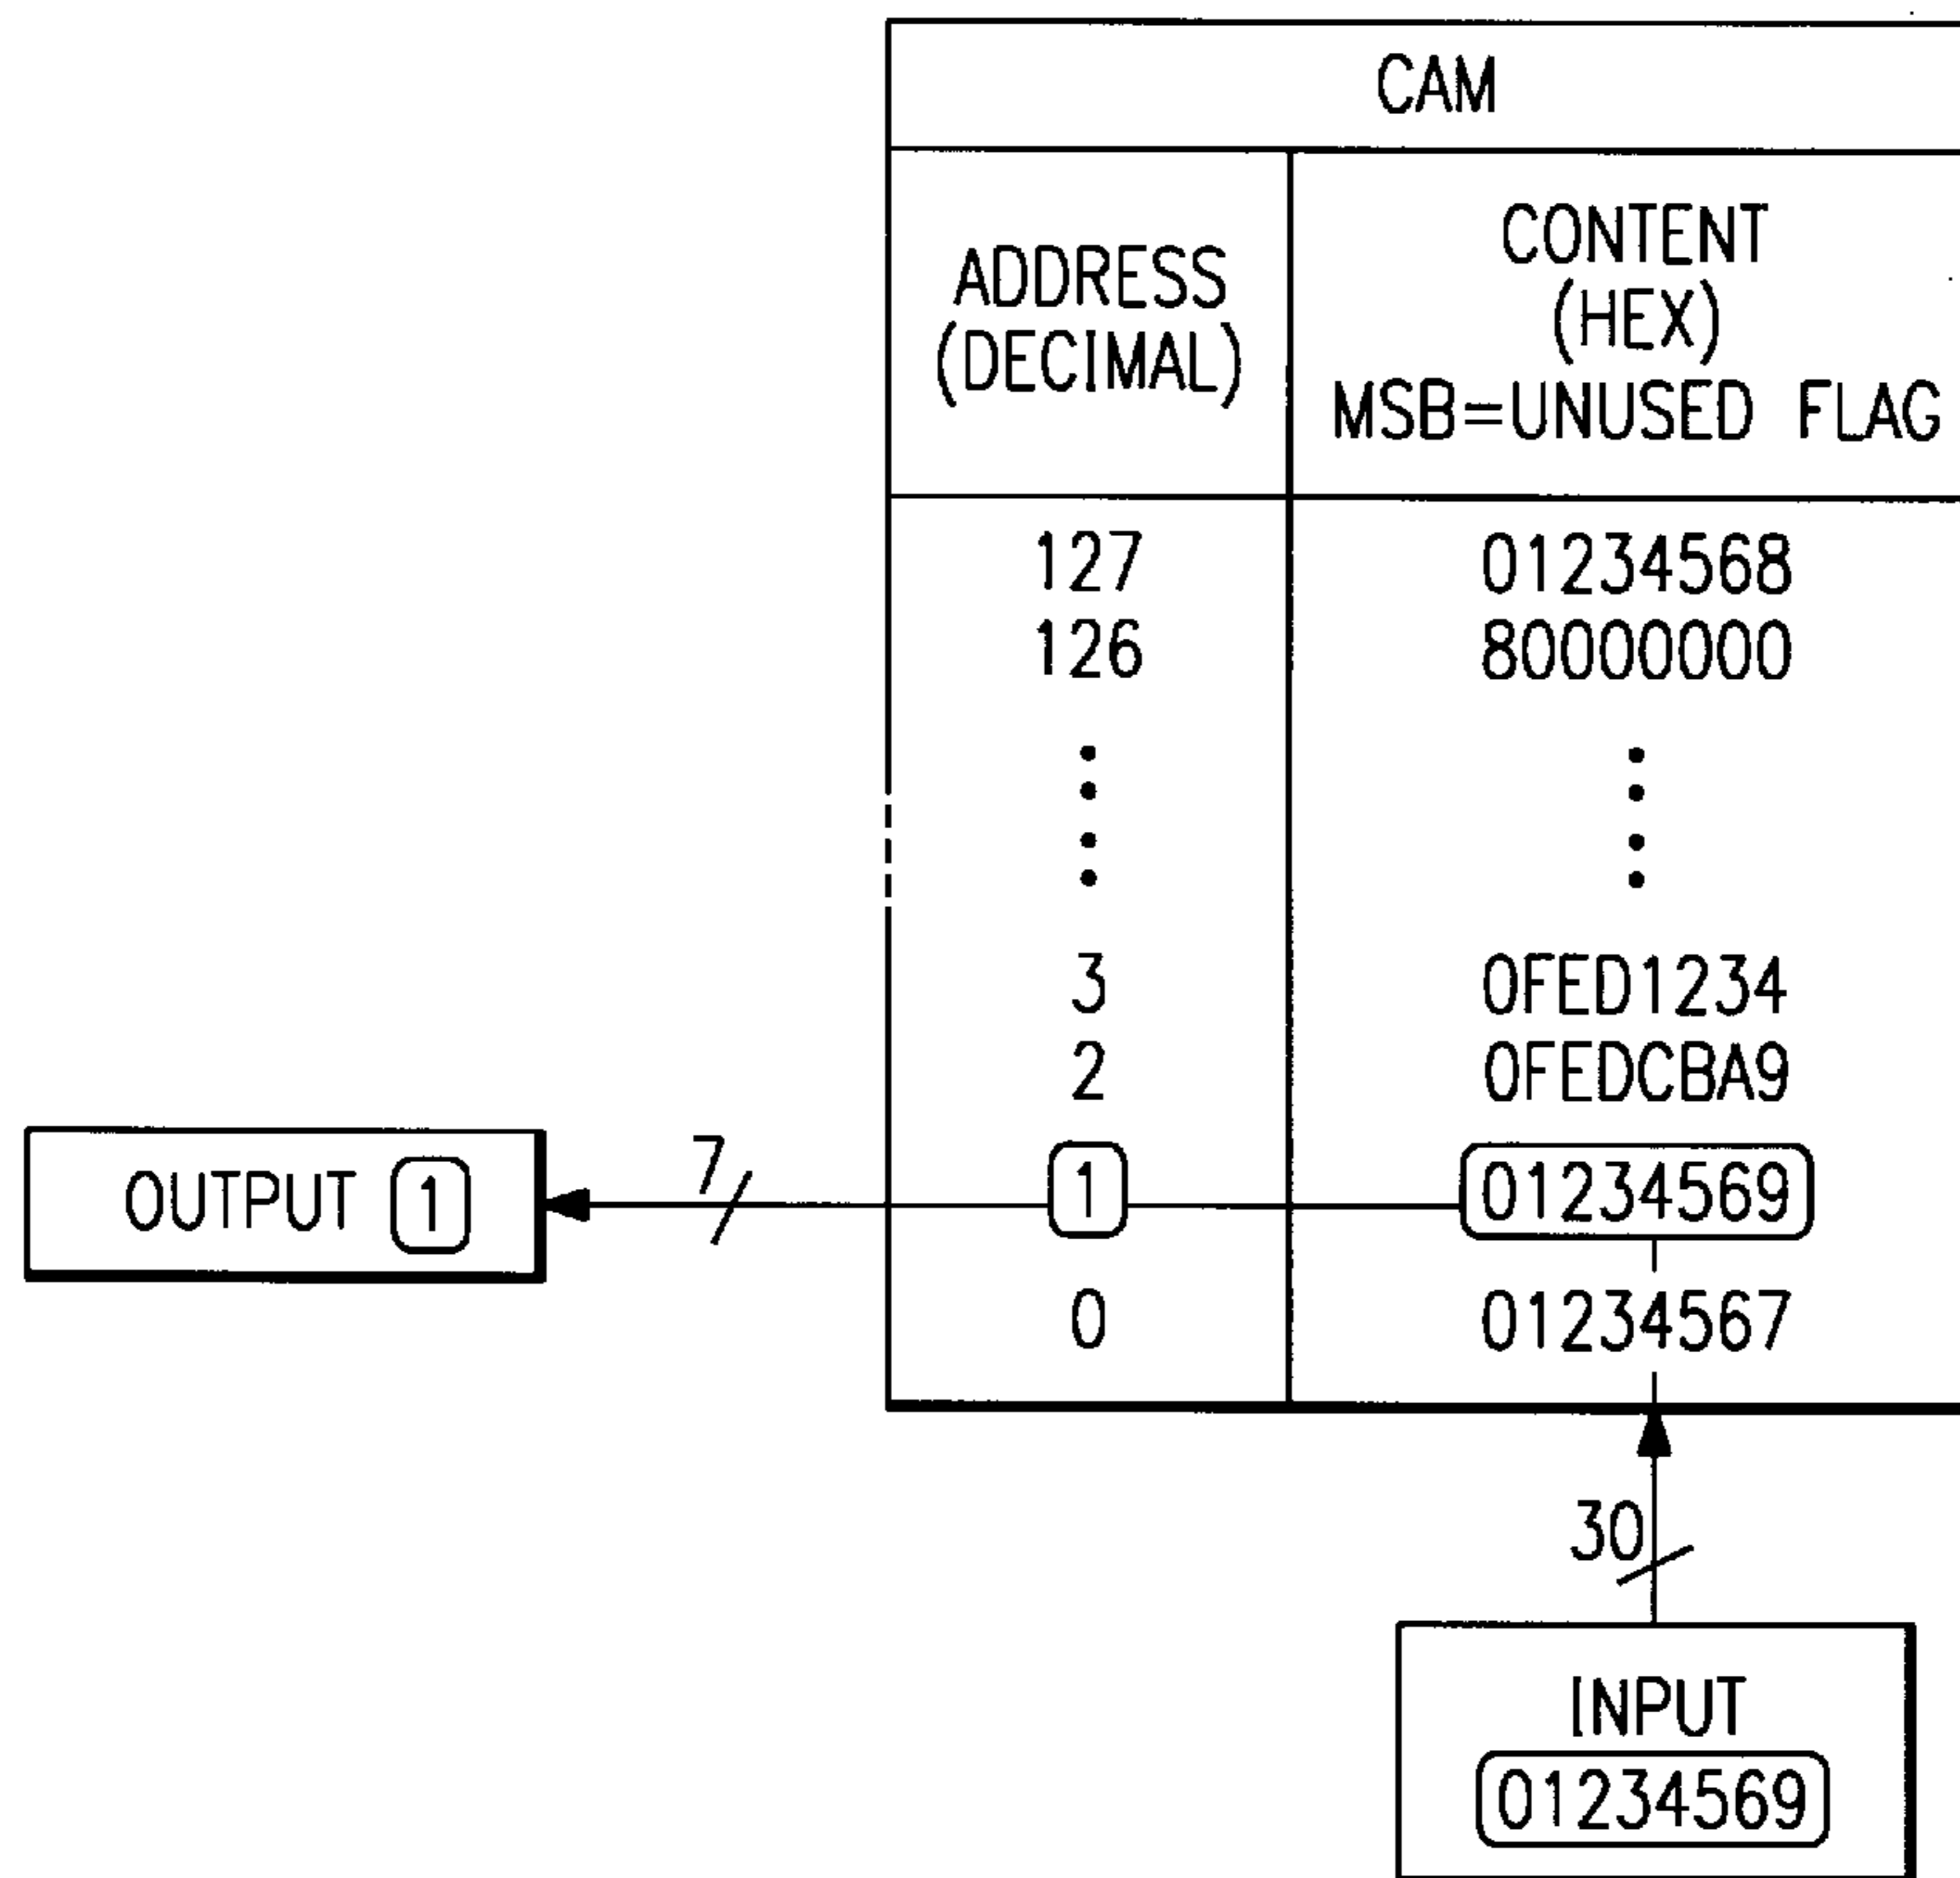 CAM
ADDRESS
(DECIMAL)
CONTENT
(HEX)
MSB=UNUSED FLAG
127 01234568
126 80000000
3 0FED1234
2 0FEDCBA9
OUTPUT 1 7 1 01234569
0 01234567
30
INPUT
01234569